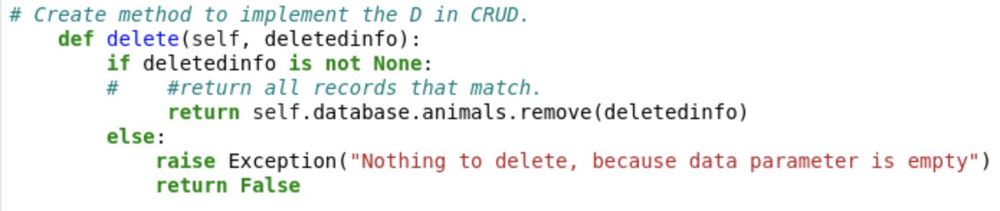 # Create method to implement the D in CRUD.
    def delete(self, deletedinfo):
        if deletedinfo is not None:
        #    #return all records that match.
             return self.database.animals.remove(deletedinfo)
        else:
            raise Exception("Nothing to delete, because data parameter is empty")
            return False